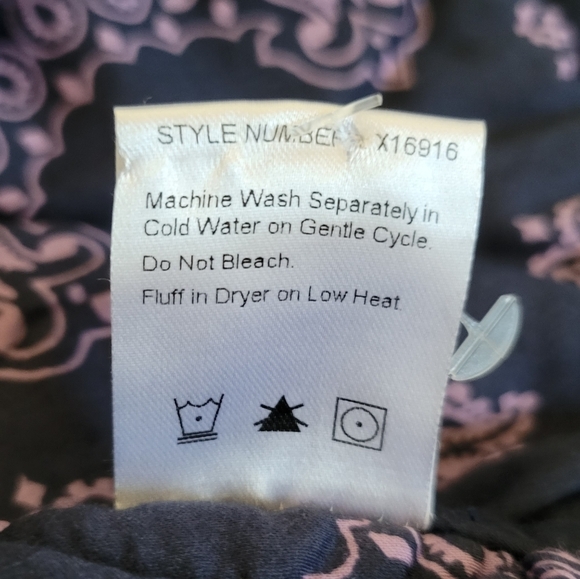 STYLE NUMBER X16916
Machine Wash Separately in
Cold Water on Gentle Cycle.
Do Not Bleach.
Fluff in Dryer on Low Heat.